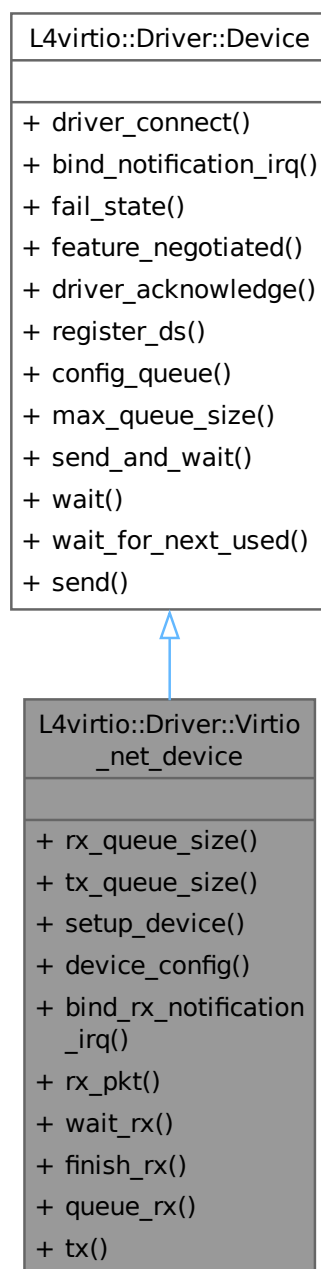 L4virtio::Driver::Device
+ driver_connect()
+ bind_notification_irq()
+ fail_state()
+ feature_negotiated()
+ driver_acknowledge()
+ register_ds()
+ config_queue()
+ max_queue_size()
+ send_and_wait()
+ wait()
+ wait_for_next_used()
+ send()
L4virtio::Driver::Virtio
_net_device
+ rx_queue_size()
+ tx_queue_size()
+ setup_device()
+ device_config()
+ bind_rx_notification
_irq()
+ rx_pkt()
+ wait_rx()
+ finish_rx()
+ queue_rx()
+ tx()